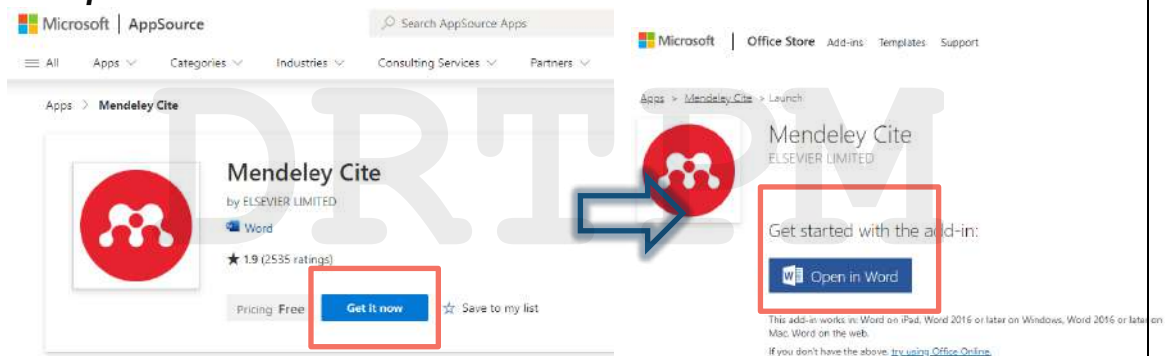 Microsoft | AppSource
Search AppSource Apps
All Apps Categories Industries Consulting Services Partners
Apps > Mendeley Cite
Mendeley Cite
by ELSEVIER LIMITED
Word
★ 1.9 (2535 ratings)
Pricing Free Get it now ☆ Save to my list
Microsoft | Office Store Add-ins Templates Support
Apps > Mendeley Cite > Launch
Mendeley Cite
ELSEVIER LIMITED
Get started with the add-in:
Open in Word
This add-in works in: Word on iPad, Word 2016 or later on Windows, Word 2016 or later on
Mac, Word on the web.
If you don't have the above, try using Office Online.
DRTPM